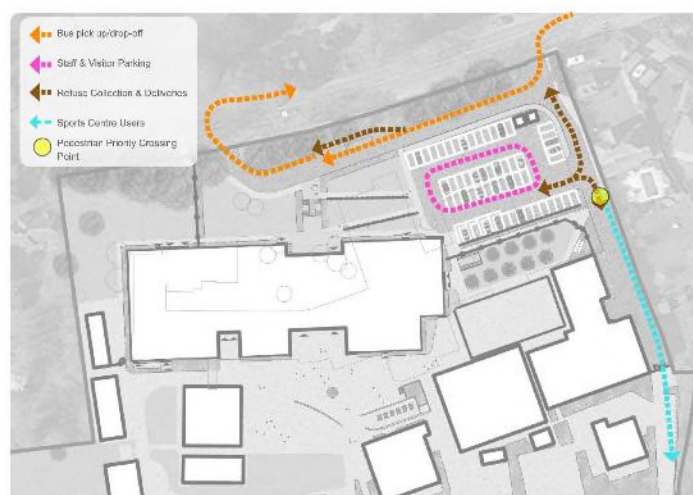 Bus pick up/drop-off
Staff & Visitor Parking
Refuse Collection & Deliveries
Sports Centre Users
Pedestrian Priority Crossing
Point